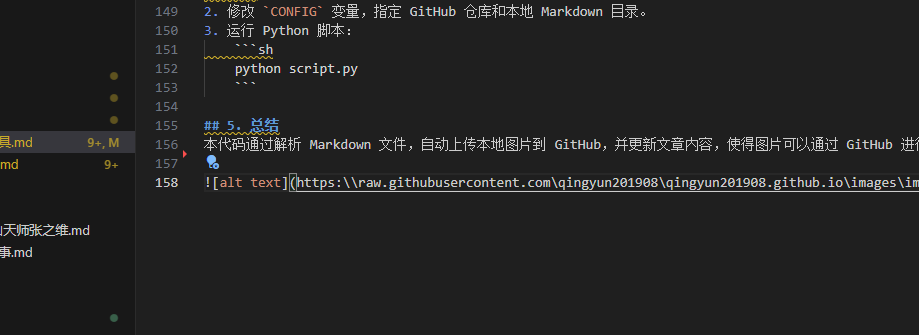 149 2. 修改 `CONFIG` 变量，指定 GitHub 仓库和本地 Markdown 目录。
150 3. 运行 Python 脚本：
151 ```sh
152 python script.py
153 ```
154
具.md 9+, M 155 ## 5. 总结
156 本代码通过解析 Markdown 文件，自动上传本地图片到 GitHub，并更新文章内容，使得图片可以通过 GitHub 进
.md 9+ 157
158 ![alt text](https:\\raw.githubusercontent.com\qingyun201908\qingyun201908.github.io\images\im
天师张之维.md
事.md